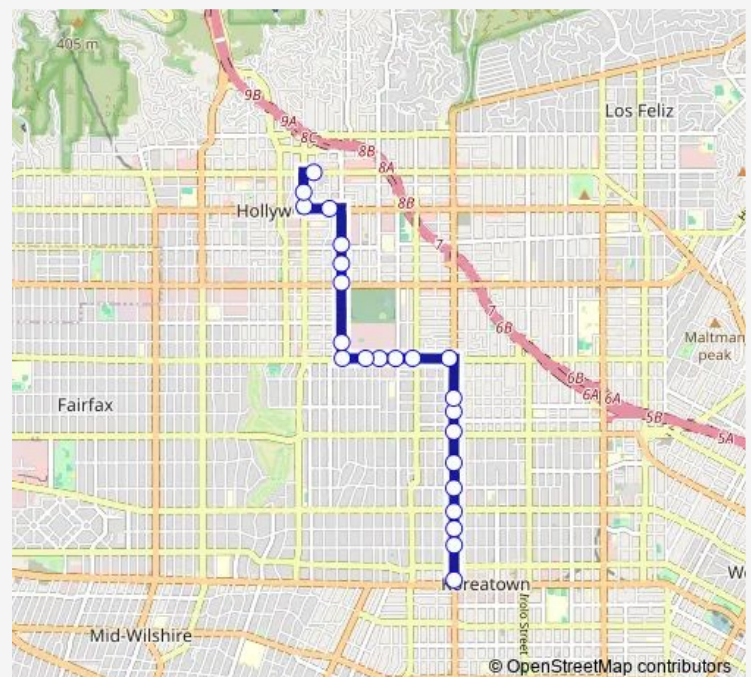 405 m
9B
9A
8C
8B
8A
8B
Los Feliz
Hollyw
7
7
6B
Maltman
peak
6B
6A
6A
5B
5A
Fairfax
Koreatown
Irolo Street
W
Mid-Wilshire
© OpenStreetMap contributors